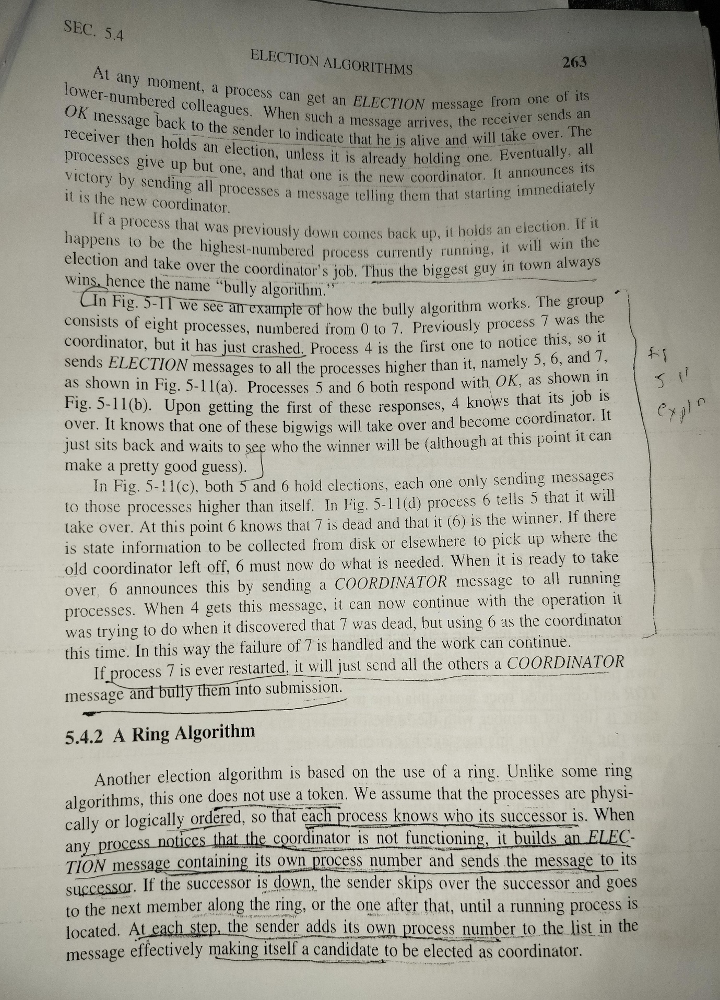 SEC. 5.4
ELECTION ALGORITHMS
263
At any moment, a process can get an ELECTION message from one of its
lower-numbered colleagues. When such a message arrives, the receiver sends an
OK message back to the sender to indicate that he is alive and will take over. The
receiver then holds an election, unless it is already holding one. Eventually, all
processes give up but one, and that one is the new coordinator. It announces its
victory by sending all processes a message telling them that starting immediately
it is the new coordinator.
If a process that was previously down comes back up, it holds an election. If it
happens to be the highest-numbered process currently running, it will win the
election and take over the coordinator's job. Thus the biggest guy in town always
wins, hence the name “bully algorithm.”
In Fig. 5-11 we see an example of how the bully algorithm works. The group
consists of eight processes, numbered from 0 to 7. Previously process 7 was the
coordinator, but it has just crashed. Process 4 is the first one to notice this, so it
sends ELECTION messages to all the processes higher than it, namely 5, 6, and 7,
as shown in Fig. 5-11(a). Processes 5 and 6 both respond with OK, as shown in
Fig. 5-11(b). Upon getting the first of these responses, 4 knows that its job is
over. It knows that one of these bigwigs will take over and become coordinator. It
just sits back and waits to see who the winner will be (although at this point it can
make a pretty good guess).
In Fig. 5-11(c), both 5 and 6 hold elections, each one only sending messages
to those processes higher than itself. In Fig. 5-11(d) process 6 tells 5 that it will
take over. At this point 6 knows that 7 is dead and that it (6) is the winner. If there
is state information to be collected from disk or elsewhere to pick up where the
old coordinator left off, 6 must now do what is needed. When it is ready to take
over, 6 announces this by sending a COORDINATOR message to all running
processes. When 4 gets this message, it can now continue with the operation it
was trying to do when it discovered that 7 was dead, but using 6 as the coordinator
this time. In this way the failure of 7 is handled and the work can continue.
If process 7 is ever restarted, it will just send all the others a COORDINATOR
message and bully them into submission.
fig
5.11
expln
5.4.2 A Ring Algorithm
Another election algorithm is based on the use of a ring. Unlike some ring
algorithms, this one does not use a token. We assume that the processes are physi-
cally or logically ordered, so that each process knows who its successor is. When
any process notices that the coordinator is not functioning, it builds an ELEC-
TION message containing its own process number and sends the message to its
successor. If the successor is down, the sender skips over the successor and goes
to the next member along the ring, or the one after that, until a running process is
located. At each step, the sender adds its own process number to the list in the
message effectively making itself a candidate to be elected as coordinator.